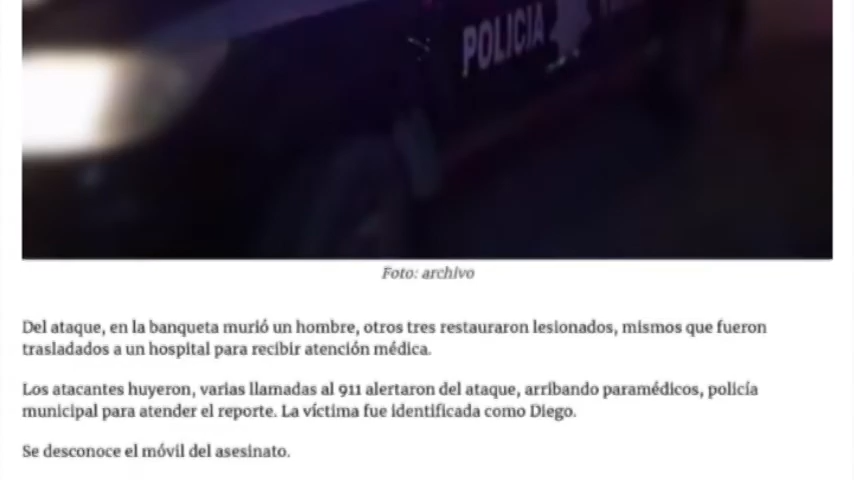 POLICIA
Foto: archivo
Del ataque, en la banqueta murió un hombre, otros tres restauraron lesionados, mismos que fueron
trasladados a un hospital para recibir atención médica.
Los atacantes huyeron, varias llamadas al 911 alertaron del ataque, arribando paramédicos, policía
municipal para atender el reporte. La víctima fue identificada como Diego.
Se desconoce el móvil del asesinato.